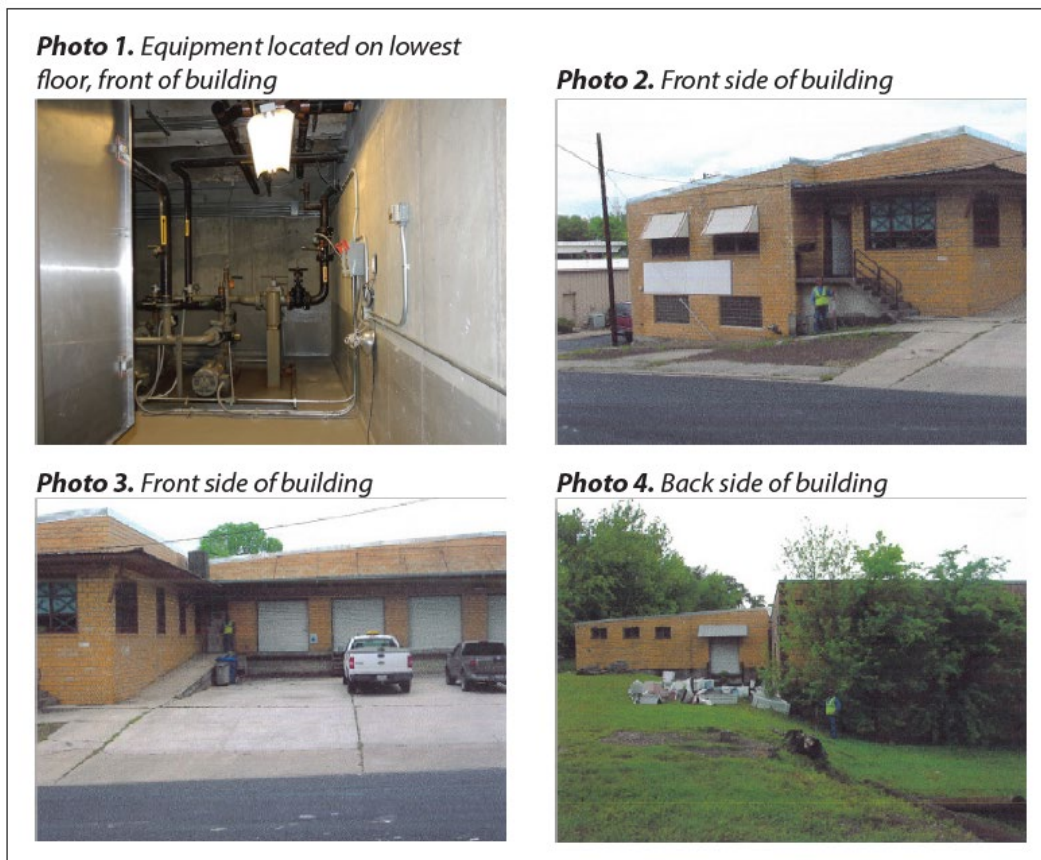 Photo 1. Equipment located on lowest
floor, front of building
Photo 2. Front side of building
Photo 3. Front side of building
Photo 4. Back side of building